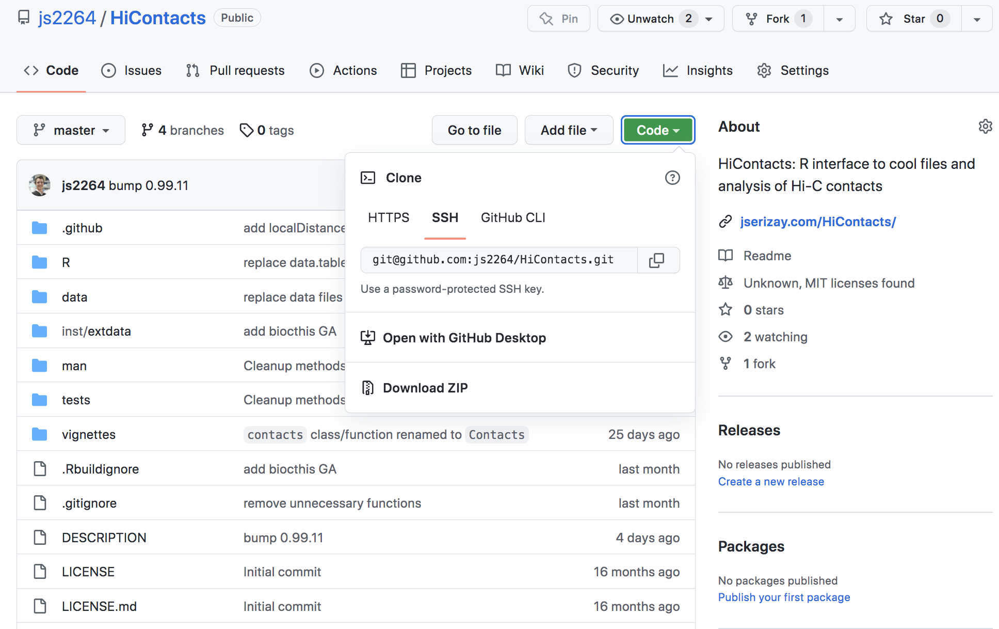 js2264 / HiContacts Public
Pin Unwatch 2 Fork 1 Star 0
Code Issues Pull requests Actions Projects Wiki Security Insights Settings
master 4 branches 0 tags Go to file Add file Code
js2264 bump 0.99.11
.github add localDistance
R replace data.table
data replace data files
inst/extdata add biocthis GA
man Cleanup methods
tests Cleanup methods
vignettes contacts class/function renamed to Contacts 25 days ago
.Rbuildignore add biocthis GA last month
.gitignore remove unnecessary functions last month
DESCRIPTION bump 0.99.11 4 days ago
LICENSE Initial commit 16 months ago
LICENSE.md Initial commit 16 months ago
Clone
HTTPS SSH GitHub CLI
git@github.com:js2264/HiContacts.git
Use a password-protected SSH key.
Open with GitHub Desktop
Download ZIP
About
HiContacts: R interface to cool files and
analysis of Hi-C contacts
jserizay.com/HiContacts/
Readme
Unknown, MIT licenses found
0 stars
2 watching
1 fork
Releases
No releases published
Create a new release
Packages
No packages published
Publish your first package